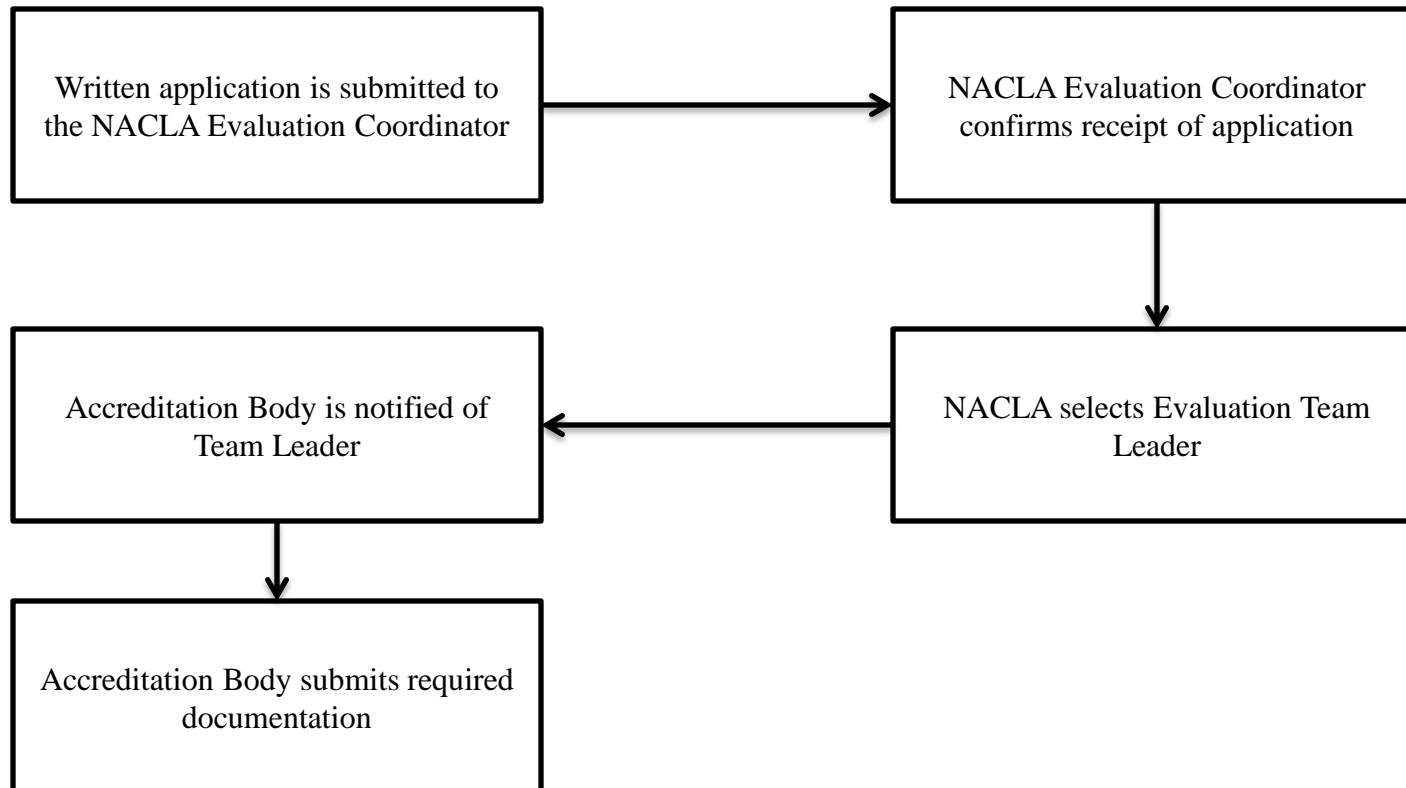 Written application is submitted to
the NACLA Evaluation Coordinator
NACLA Evaluation Coordinator
confirms receipt of application
NACLA selects Evaluation Team
Leader
Accreditation Body is notified of
Team Leader
Accreditation Body submits required
documentation